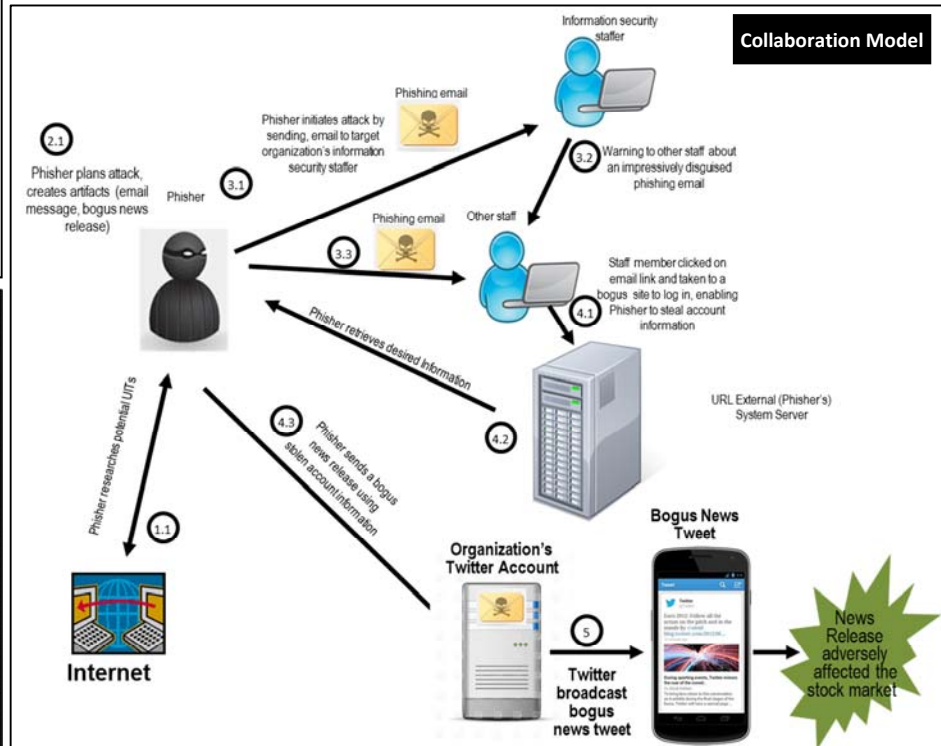 Collaboration Model
Information security
staffer
Phishing email
Phisher initiates attack by
sending, email to target
organization's information
security staffer
2.1
Phisher plans attack,
creates artifacts (email
message, bogus news
release)
Phisher
3.1
3.2
Warning to other staff about
an impressively disguised
phishing email
Phishing email
Other staff
3.3
Staff member clicked on
email link and taken to a
bogus site to log in, enabling
Phisher to steal account
information
4.1
Phisher retrieves desired Information
4.2
URL External (Phisher's)
System Server
Phisher researches potential UITs
1.1
Internet
4.3
Phisher sends a bogus
news release using
stolen account information
Organization's
Twitter Account
5
Twitter
broadcast
bogus
news tweet
Bogus News
Tweet
Tweet
Twitter
News
Release
adversely
affected the
stock market